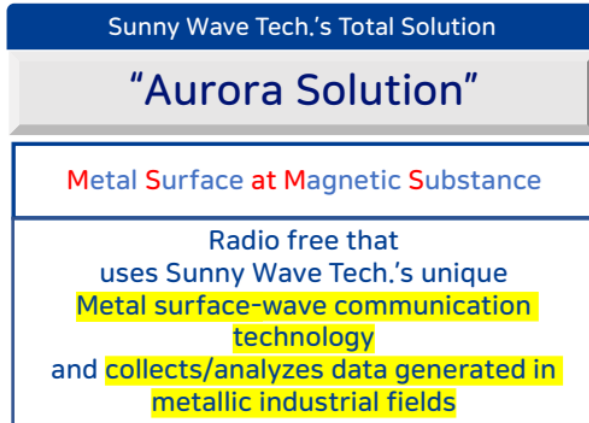 Sunny Wave Tech.'s Total Solution
“Aurora Solution”
Metal Surface at Magnetic Substance
Radio free that
uses Sunny Wave Tech.'s unique
Metal surface-wave communication
technology
and collects/analyzes data generated in
metallic industrial fields